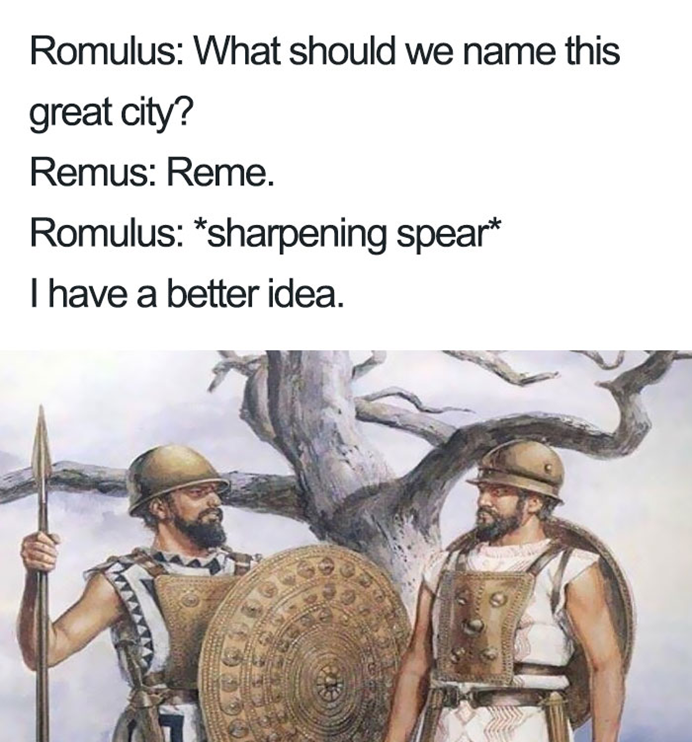 Romulus: What should we name this
great city?
Remus: Reme.
Romulus: *sharpening spear*
I have a better idea.